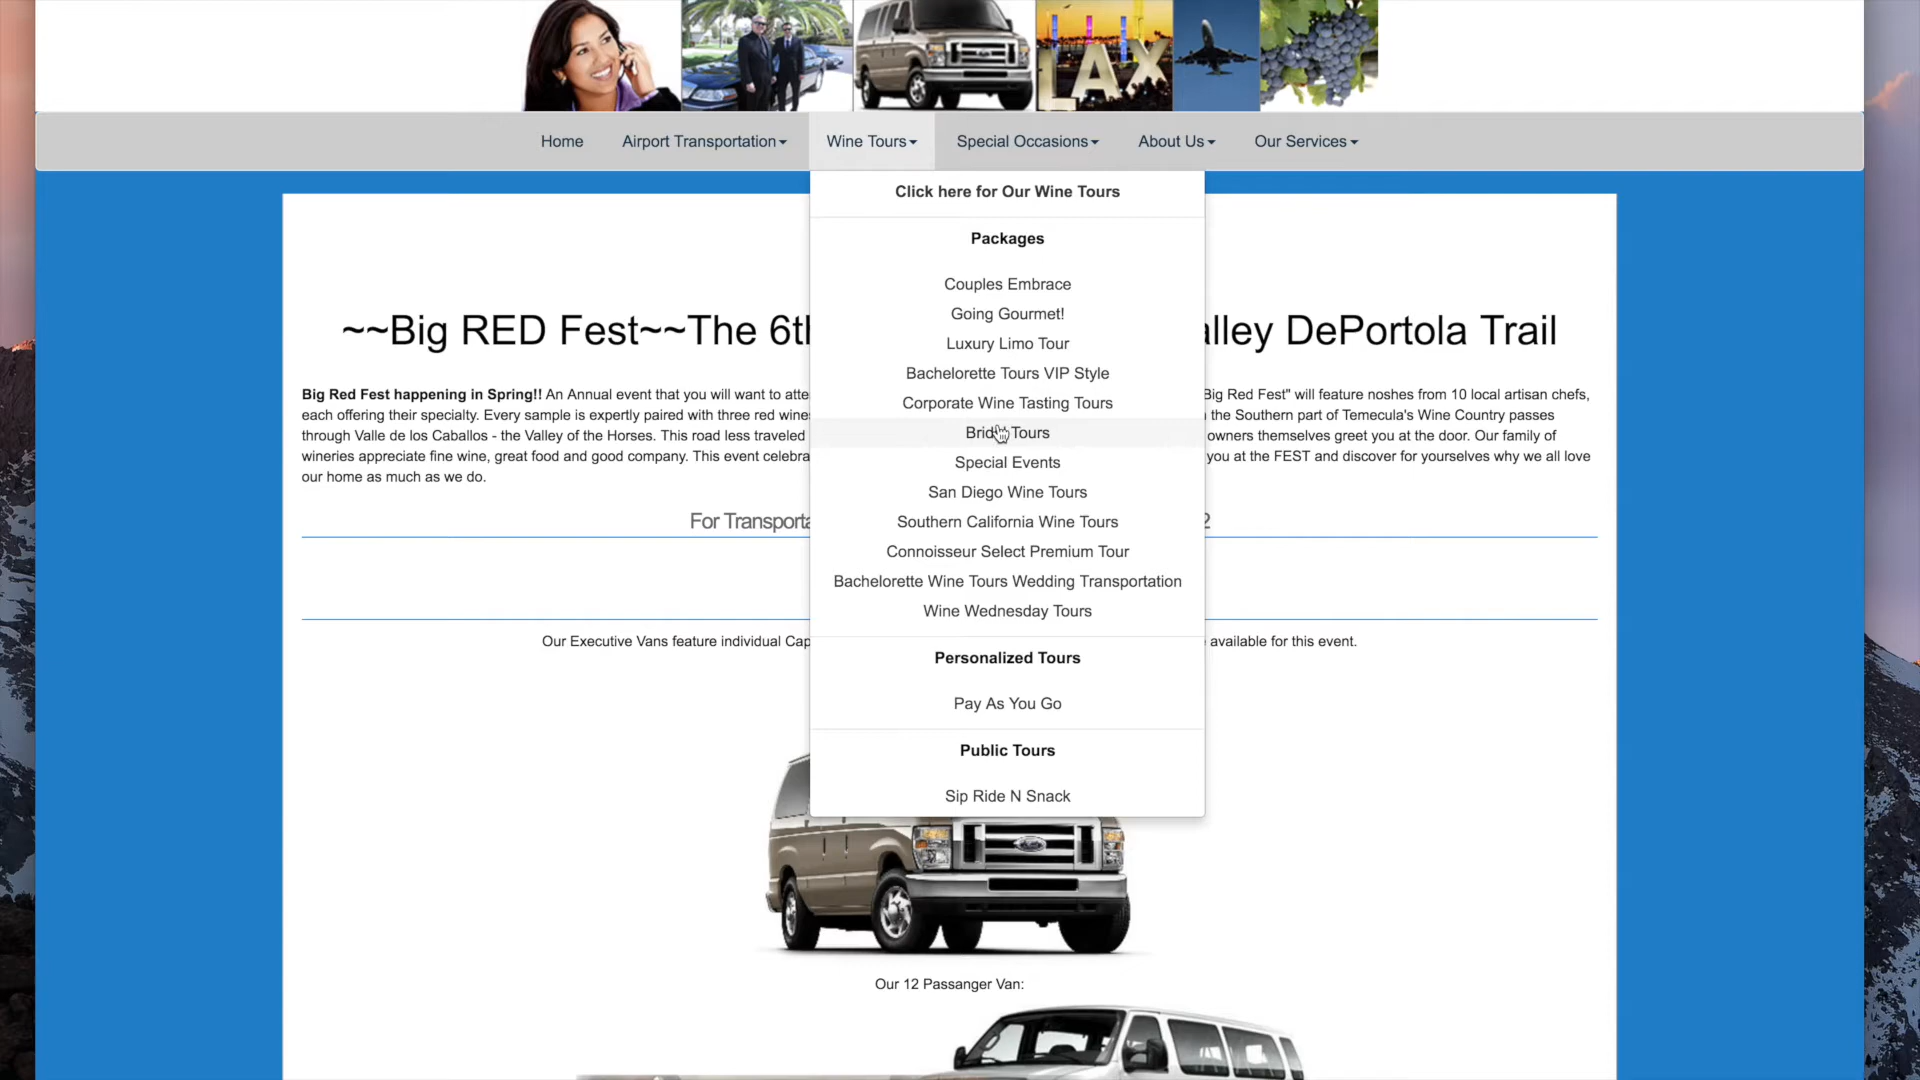 LAX
Home
Airport Transportation
Wine Tours
Special Occasions
About Us
Our Services
Click here for Our Wine Tours
Packages
Couples Embrace
Going Gourmet!
Luxury Limo Tour
Bachelorette Tours VIP Style
Corporate Wine Tasting Tours
Tours
Special Events
San Diego Wine Tours
Southern California Wine Tours
Connoisseur Select Premium Tour
Bachelorette Wine Tours Wedding Transportation
Wine Wednesday Tours
Personalized Tours
Pay As You Go
Public Tours
Sip Ride N Snack
~~Big RED Fest~~The 6th alley DePortola Trail
Big Red Fest happening in Spring!! An Annual event that you will want to atte Big Red Fest" will feature noshes from 10 local artisan chefs,
each offering their specialty. Every sample is expertly paired with three red wines the Southern part of Temecula's Wine Country passes
through Valle de los Caballos - the Valley of the Horses. This road less traveled owners themselves greet you at the door. Our family of
wineries appreciate fine wine, great food and good company. This event celebra you at the FEST and discover for yourselves why we all love
our home as much as we do.
For Transporta 2
Our Executive Vans feature individual Cap available for this event.
Ford
Our 12 Passanger Van: